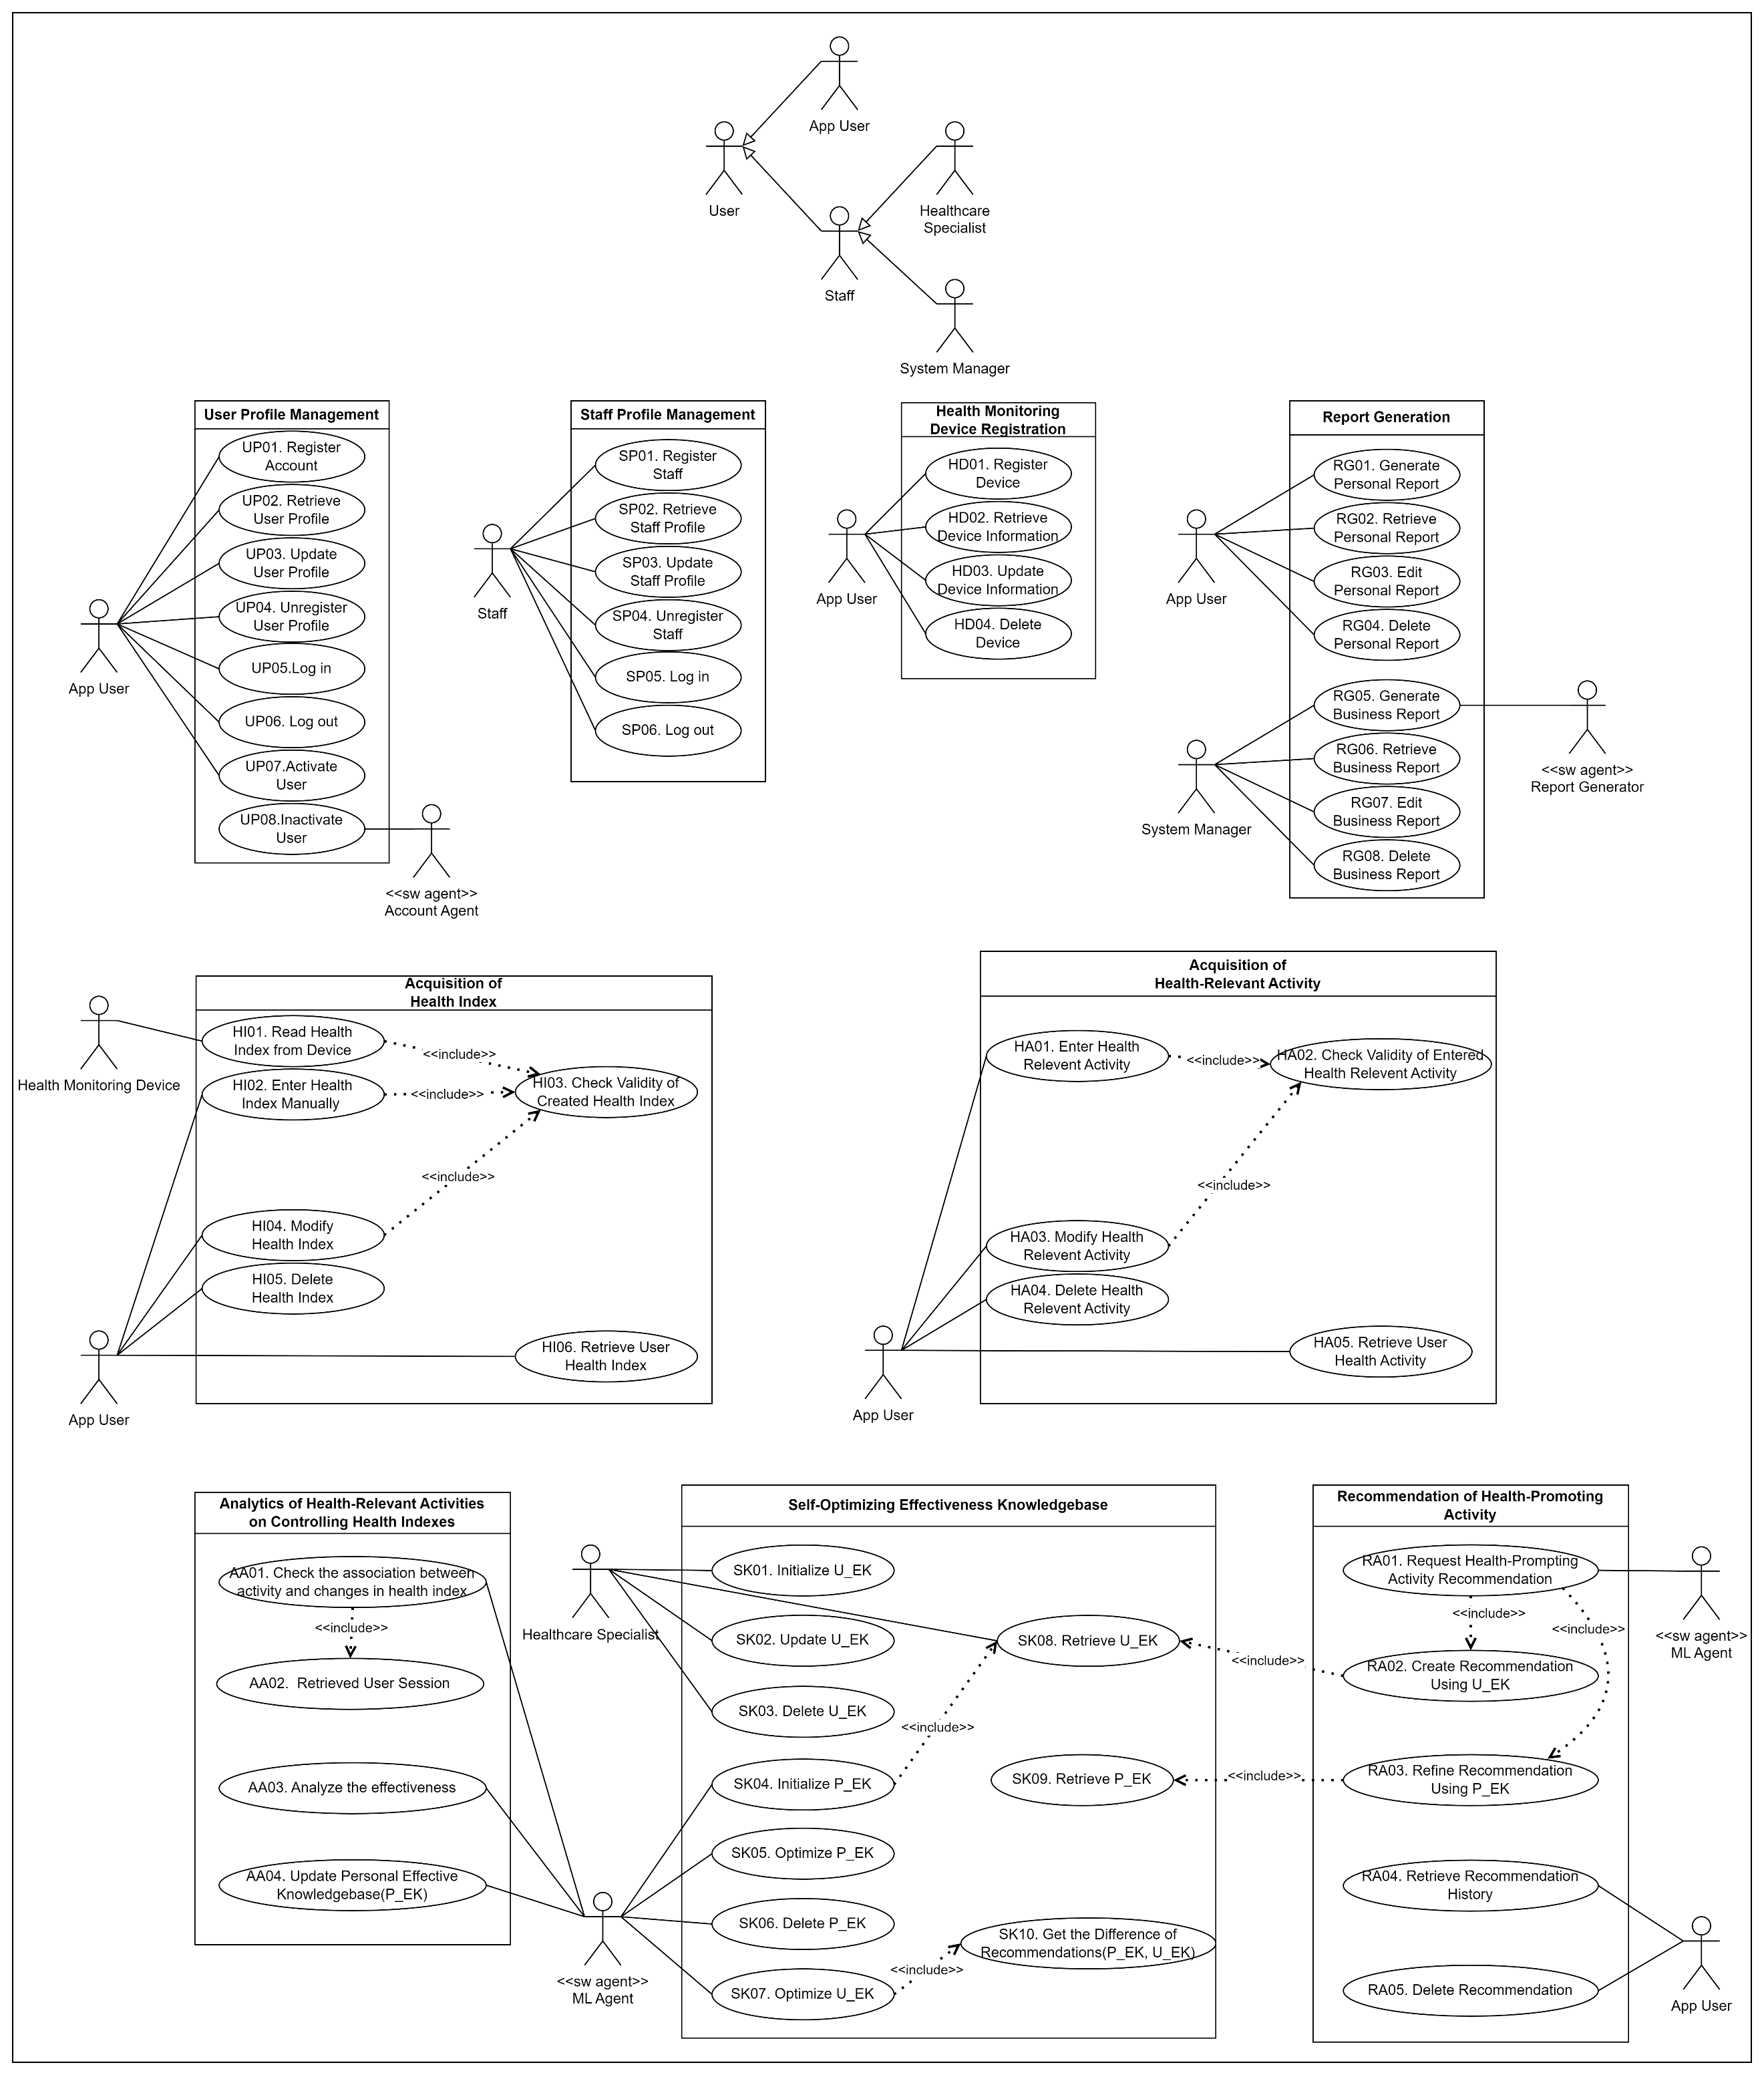 App User
User
Healthcare
Specialist
Staff
System Manager
User Profile Management
UP01. Register
Account
UP02. Retrieve
User Profile
UP03. Update
User Profile
UP04. Unregister
User Profile
UP05.Log in
UP06. Log out
UP07.Activate
User
UP08.Inactivate
User
App User
<<sw agent>>
Account Agent
Staff Profile Management
SP01. Register
Staff
SP02. Retrieve
Staff Profile
SP03. Update
Staff Profile
SP04. Unregister
Staff
SP05. Log in
SP06. Log out
Staff
Health Monitoring
Device Registration
HD01. Register
Device
HD02. Retrieve
Device Information
HD03. Update
Device Information
HD04. Delete
Device
App User
Report Generation
RG01. Generate
Personal Report
RG02. Retrieve
Personal Report
RG03. Edit
Personal Report
RG04. Delete
Personal Report
RG05. Generate
Business Report
RG06. Retrieve
Business Report
RG07. Edit
Business Report
RG08. Delete
Business Report
App User
System Manager
<<sw agent>>
Report Generator
Acquisition of
Health Index
HI01. Read Health
Index from Device
HI02. Enter Health
Index Manually
<<include>>
<<include>>
HI03. Check Validity of
Created Health Index
<<include>>
HI04. Modify
Health Index
HI05. Delete
Health Index
HI06. Retrieve User
Health Index
Health Monitoring Device
App User
Acquisition of
Health-Relevant Activity
HA01. Enter Health
Relevent Activity
<<include>>
HA02. Check Validity of Entered
Health Relevent Activity
<<include>>
HA03. Modify Health
Relevent Activity
HA04. Delete Health
Relevent Activity
HA05. Retrieve User
Health Activity
App User
Analytics of Health-Relevant Activities
on Controlling Health Indexes
AA01. Check the association between
activity and changes in health index
<<include>>
AA02.  Retrieved User Session
AA03. Analyze the effectiveness
AA04. Update Personal Effective
Knowledgebase(P_EK)
Healthcare Specialist
<<sw agent>>
ML Agent
Self-Optimizing Effectiveness Knowledgebase
SK01. Initialize U_EK
SK02. Update U_EK
SK03. Delete U_EK
SK04. Initialize P_EK
SK05. Optimize P_EK
SK06. Delete P_EK
SK07. Optimize U_EK
SK08. Retrieve U_EK
<<include>>
SK09. Retrieve P_EK
SK10. Get the Difference of
Recommendations(P_EK, U_EK)
<<include>>
<<include>>
<<include>>
Recommendation of Health-Promoting
Activity
RA01. Request Health-Prompting
Activity Recommendation
<<include>>
<<include>>
RA02. Create Recommendation
Using U_EK
RA03. Refine Recommendation
Using P_EK
RA04. Retrieve Recommendation
History
RA05. Delete Recommendation
<<sw agent>>
ML Agent
App User